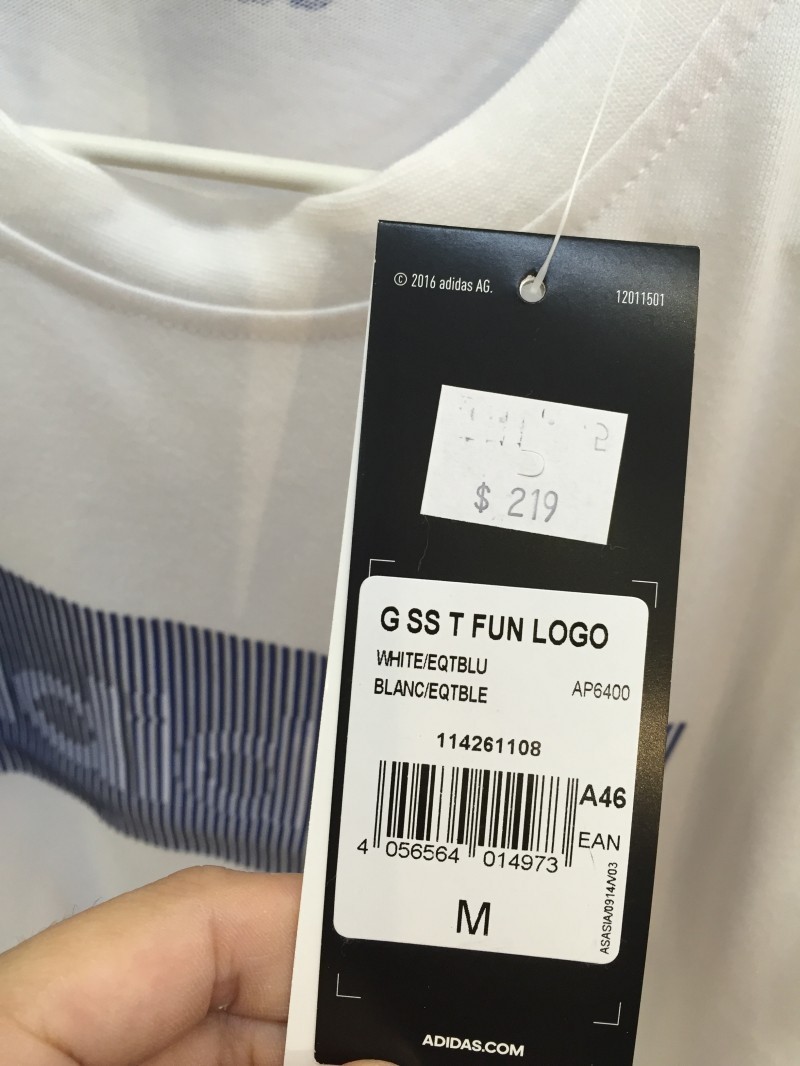 © 2016 adidas AG.
12011501
$ 219
G SS T FUN LOGO
WHITE/EQTBLU
BLANC/EQTBLE
AP6400
114261108
A46
EAN
4 056564 014973
M
ASASIA/0914/V03
ADIDAS.COM